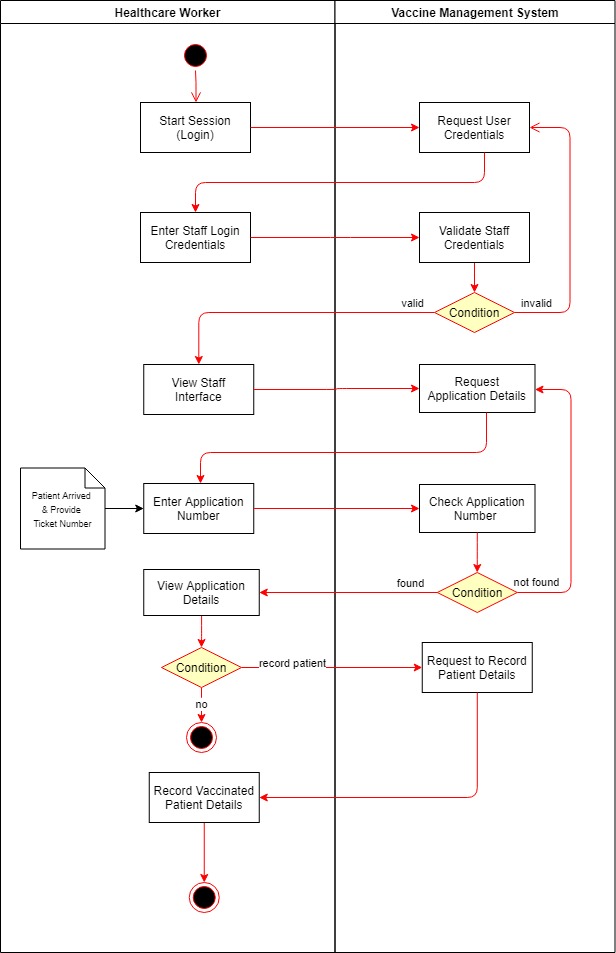 Healthcare Worker
Vaccine Management System
Start Session
(Login)
Request User
Credentials
Enter Staff Login
Credentials
Validate Staff
Credentials
valid
Condition
invalid
View Staff
Interface
Request
Application Details
Patient Arrived
& Provide
Ticket Number
Enter Application
Number
Check Application
Number
found
Condition
not found
View Application
Details
Condition
record patient
Request to Record
Patient Details
no
Record Vaccinated
Patient Details